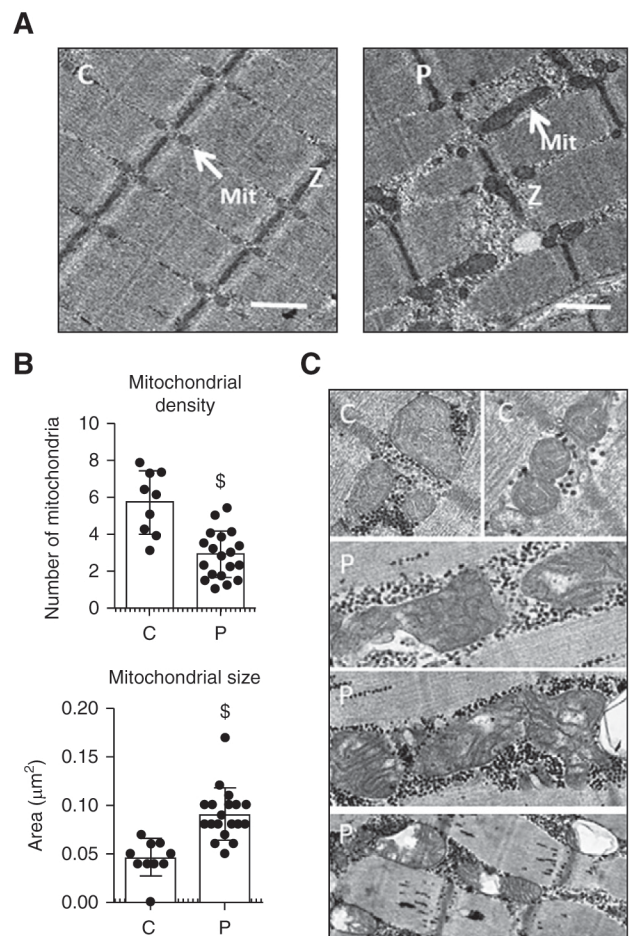 A
C
Mit
Z
P
Mit
Z
B
Mitochondrial
density
Number of mitochondria
10
8
6
4
2
0
$
C
P
Mitochondrial size
Area (μm²)
0.20
0.15
0.10
0.05
0.00
$
C
P
C
C
C
P
P
P